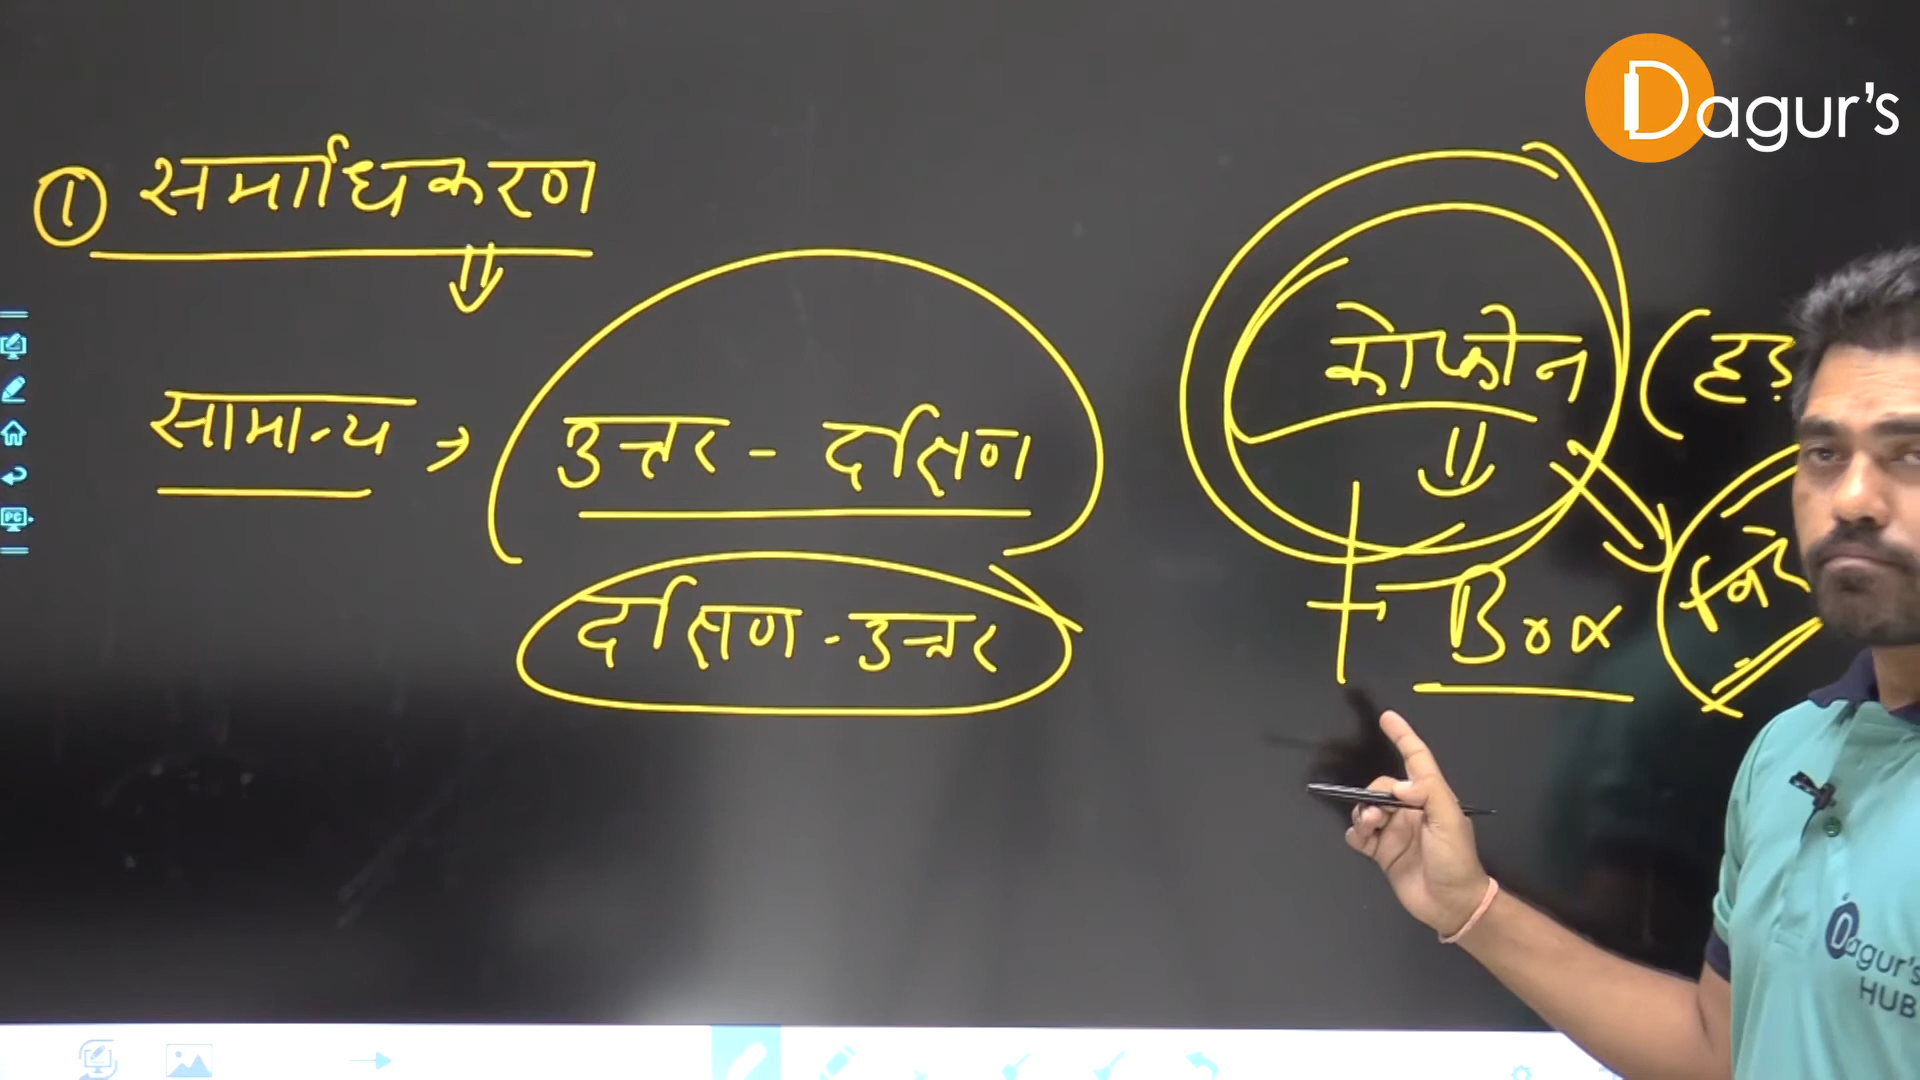 Dagur's
① समाधिकरण
सामान्य → उत्तर - दक्षिण
दक्षिण - उत्तर
कोफीन
Box
Dagur's
HUB